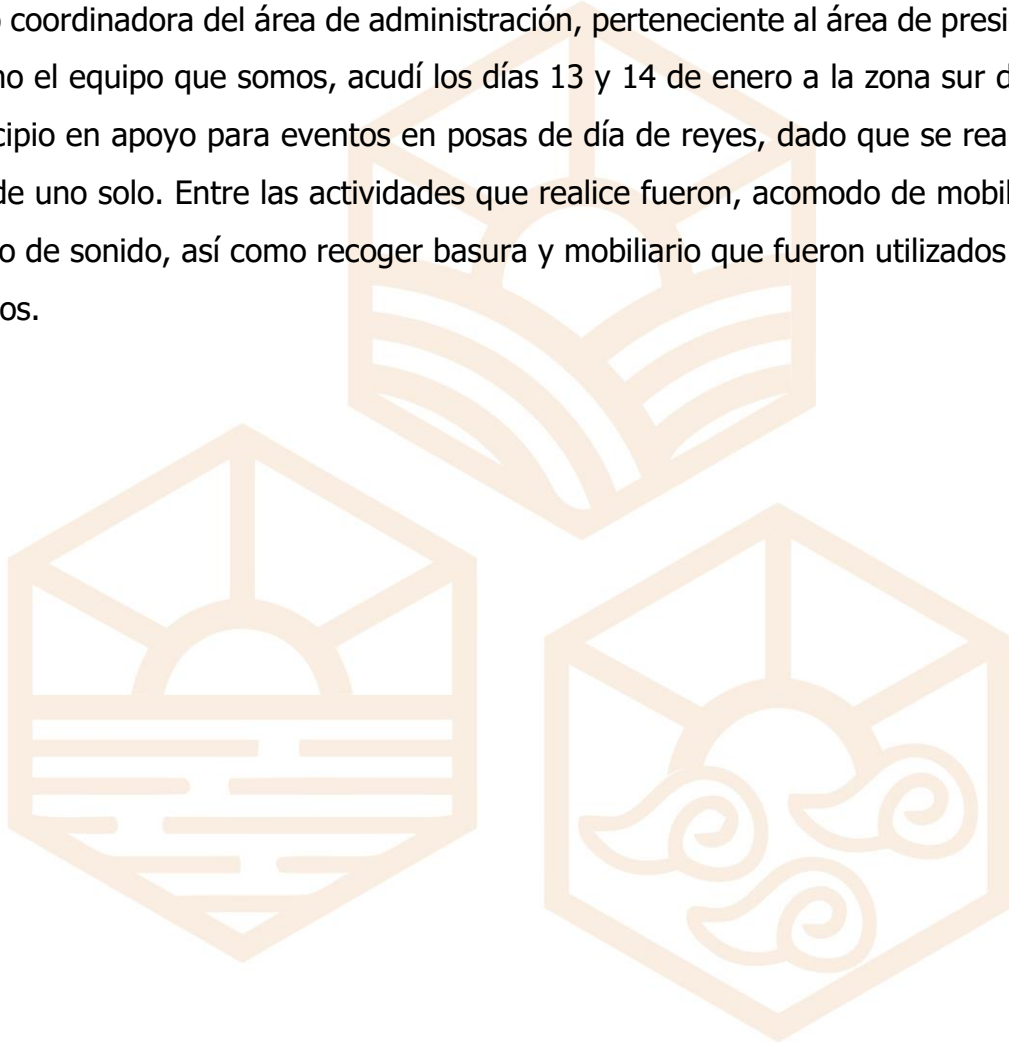 coordinadora del área de administración, perteneciente al área de presi
el equipo que somos, acudí los días 13 y 14 de enero a la zona sur d
cipio en apoyo para eventos en posas de día de reyes, dado que se rea
de uno solo. Entre las actividades que realice fueron, acomodo de mobil
o de sonido, así como recoger basura y mobiliario que fueron utilizados
os.